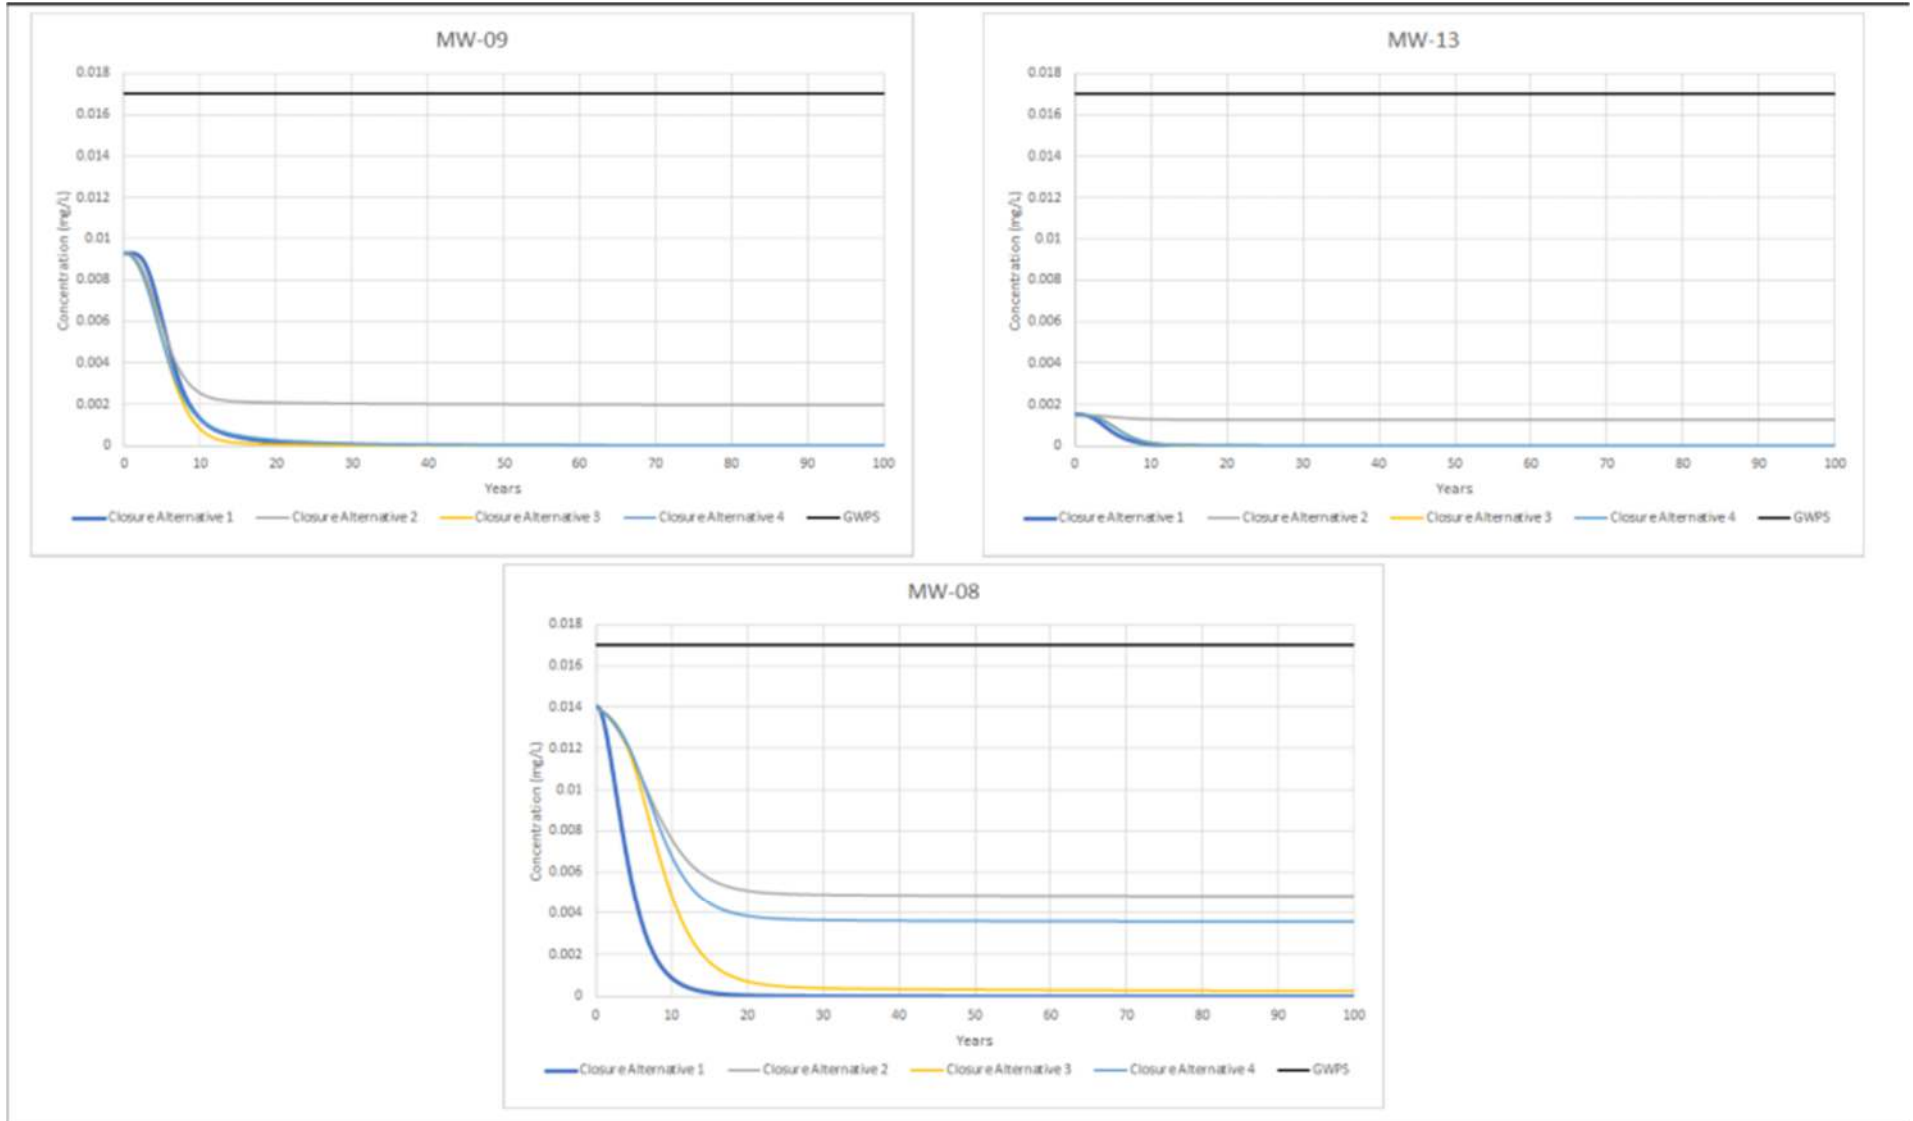 MW-09
0.018
0.016
0.014
0.012
0.01
0.008
0.006
0.004
0.002
0
Concentration (mg/L)
0 10 20 30 40 50 60 70 80 90 100
Years
Closure Alternative 1 Closure Alternative 2 Closure Alternative 3 Closure Alternative 4 GWPS
MW-13
0.018
0.016
0.014
0.012
0.01
0.008
0.006
0.004
0.002
0
Concentration (mg/L)
0 10 20 30 40 50 60 70 80 90 100
Years
Closure Alternative 1 Closure Alternative 2 Closure Alternative 3 Closure Alternative 4 GWPS
MW-08
0.018
0.016
0.014
0.012
0.01
0.008
0.006
0.004
0.002
0
Concentration (mg/L)
0 10 20 30 40 50 60 70 80 90 100
Years
Closure Alternative 1 Closure Alternative 2 Closure Alternative 3 Closure Alternative 4 GWPS